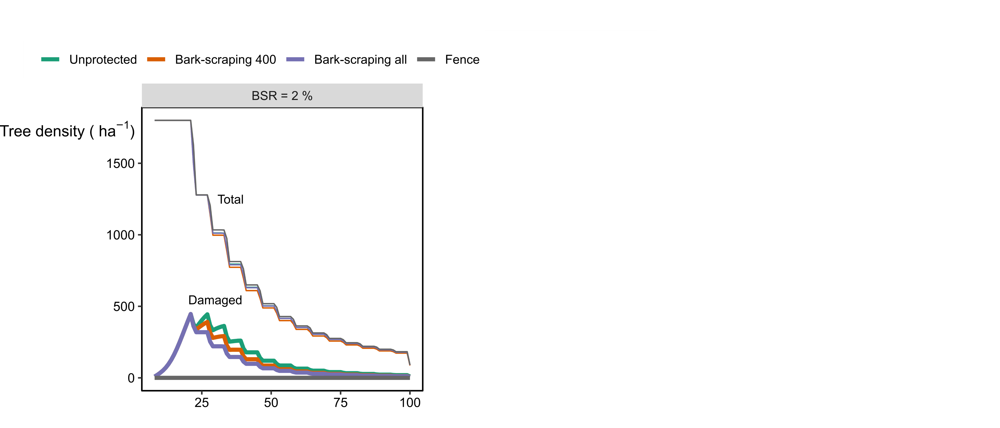 Unprotected Bark-scraping 400 Bark-scraping all Fence
BSR = 2 %
Tree density ( ha⁻¹)
1500
Total
1000
Damaged
500
0
25 50 75 100